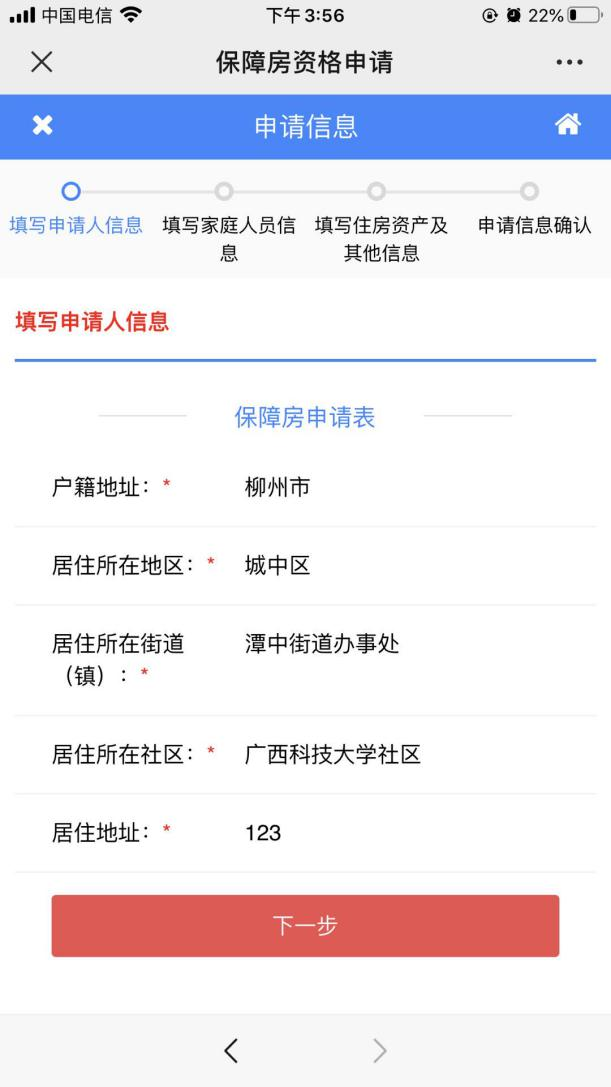 中国电信 下午 3:56 22%
保障房资格申请
申请信息
填写申请人信息 填写家庭人员信 填写住房资产及 申请信息确认
息 其他信息
填写申请人信息
保障房申请表
户籍地址：* 柳州市
居住所在地区：* 城中区
居住所在街道 潭中街道办事处
（镇）：*
居住所在社区：* 广西科技大学社区
居住地址：* 123
下一步